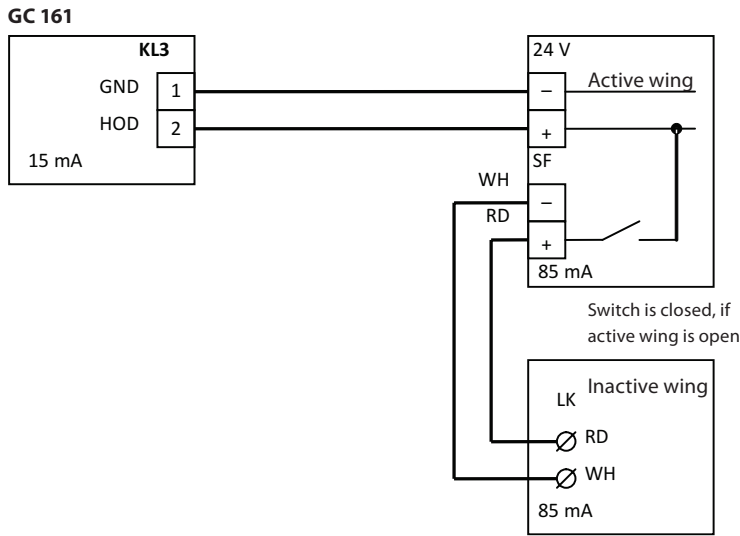 GC 161
KL3
GND 1
HOD 2
15 mA
24 V
– Active wing
+
SF
WH –
RD +
85 mA
Switch is closed, if
active wing is open
Inactive wing
LK
RD
WH
85 mA